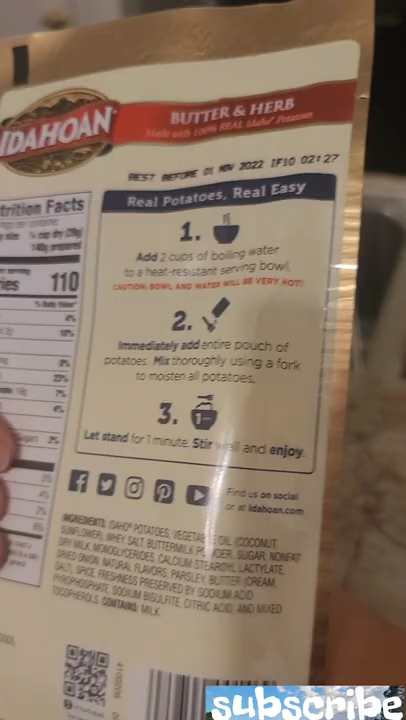 IDAHOAN
BUTTER & HERB
Made with 100% REAL Idaho® Potatoes
BEST BEFORE 01 NOV 2022 IF10 02:27
trition Facts
110
% Daily Value*
Real Potatoes, Real Easy
1.
Add 2 cups of boiling water
to a heat-resistant serving bowl.
CAUTION: BOWL AND WATER WILL BE VERY HOT!
2.
Immediately add entire pouch of
potatoes. Mix thoroughly using a fork
to moisten all potatoes.
3.
Let stand for 1 minute. Stir well and enjoy.
Find us on social
or at idahoan.com
INGREDIENTS: IDAHO® POTATOES, VEGETABLE OIL (COCONUT,
SUNFLOWER), WHEY, SALT, BUTTERMILK POWDER, SUGAR, NONFAT
DRY MILK, MONOGLYCERIDES, CALCIUM STEAROYL LACTYLATE,
DRIED ONION, NATURAL FLAVORS, PARSLEY, BUTTER (CREAM,
SALT), SPICE. FRESHNESS PRESERVED BY SODIUM ACID
PYROPHOSPHATE, SODIUM BISULFITE, CITRIC ACID, AND MIXED
TOCOPHEROLS. CONTAINS: MILK.
subscribe